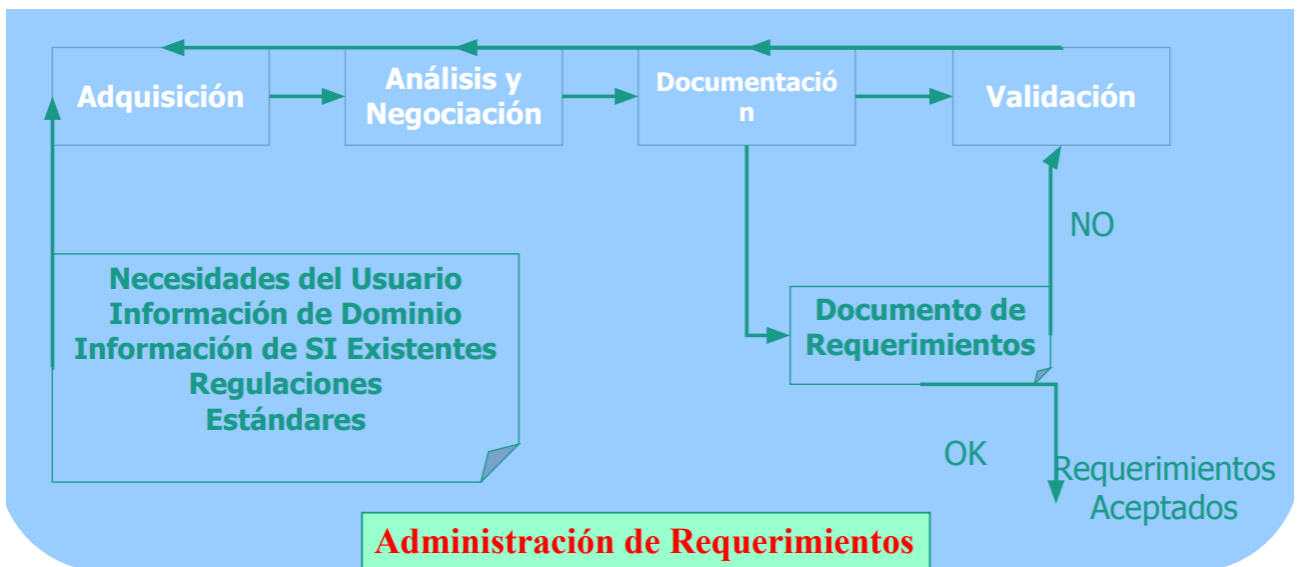 Adquisición
Análisis y
Negociación
Documentació
n
Validación
NO
Necesidades del Usuario
Información de Dominio
Información de SI Existentes
Regulaciones
Estándares
Documento de
Requerimientos
OK
Requerimientos
Aceptados
Administración de Requerimientos